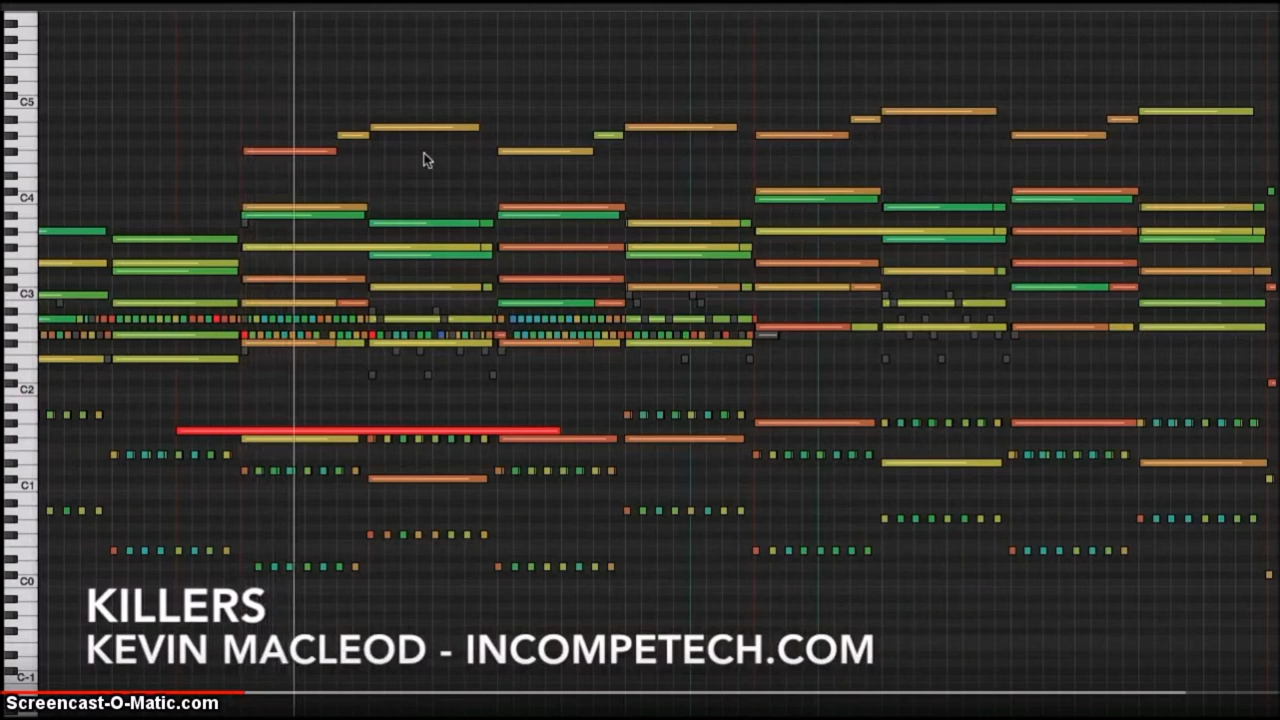 C5
C4
C3
C2
C1
C0
KILLERS
KEVIN MACLEOD - INCOMPETECH.COM
C-1
Screencast-O-Matic.com